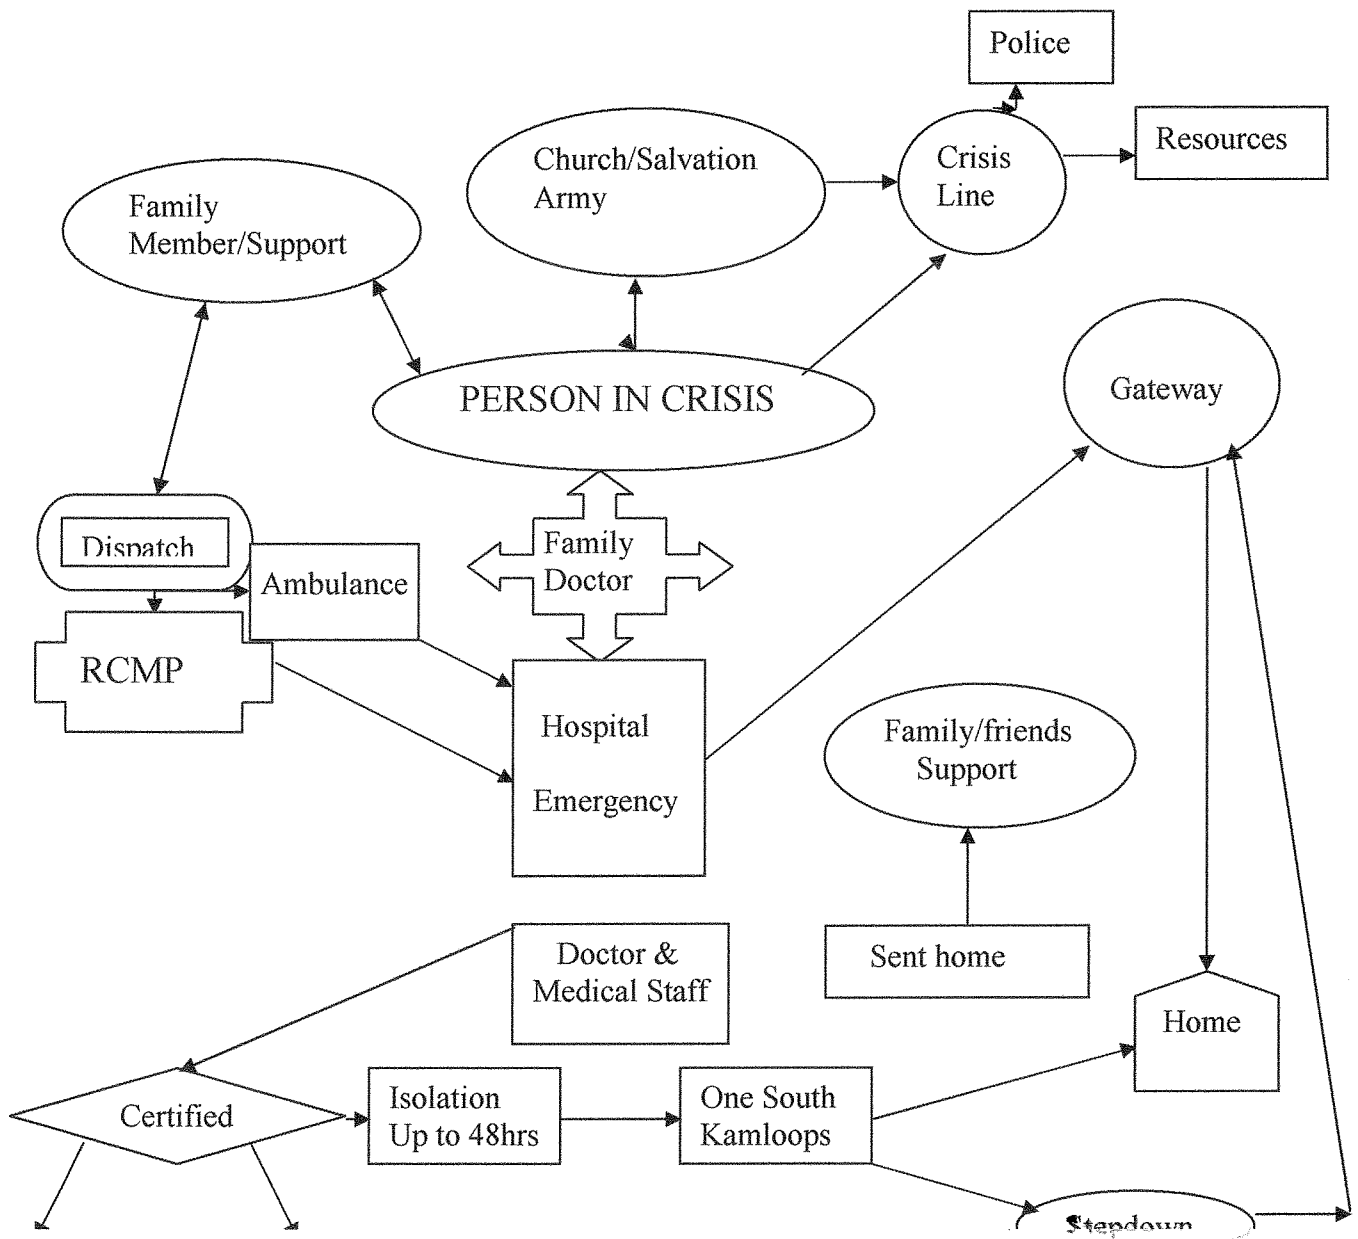 Police
Resources
Crisis
Line
Church/Salvation
Army
Family
Member/Support
PERSON IN CRISIS
Gateway
Dispatch
Ambulance
Family
Doctor
RCMP
Hospital
Emergency
Family/friends
Support
Sent home
Doctor &
Medical Staff
Home
Certified
Isolation
Up to 48hrs
One South
Kamloops
Stepdown